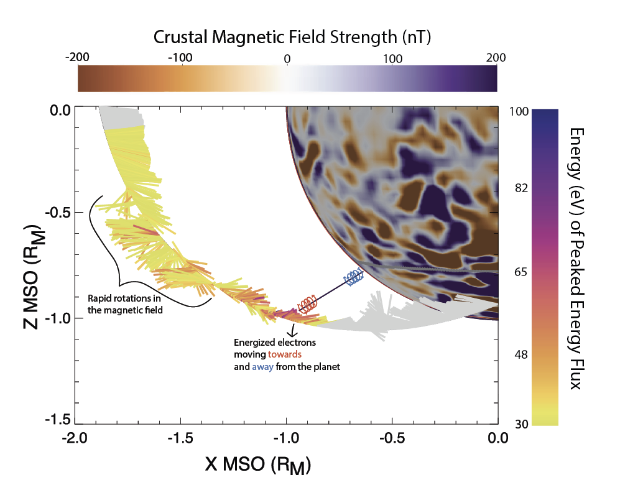 Crustal Magnetic Field Strength (nT)
-200 -100 0 100 200
0.0
-0.5
-1.0
-1.5
Z MSO (RM)
-2.0 -1.5 -1.0 -0.5 0.0
X MSO (RM)
Rapid rotations in
the magnetic field
Energized electrons
moving towards
and away from the planet
100
82
65
48
30
Energy (eV) of Peaked Energy Flux